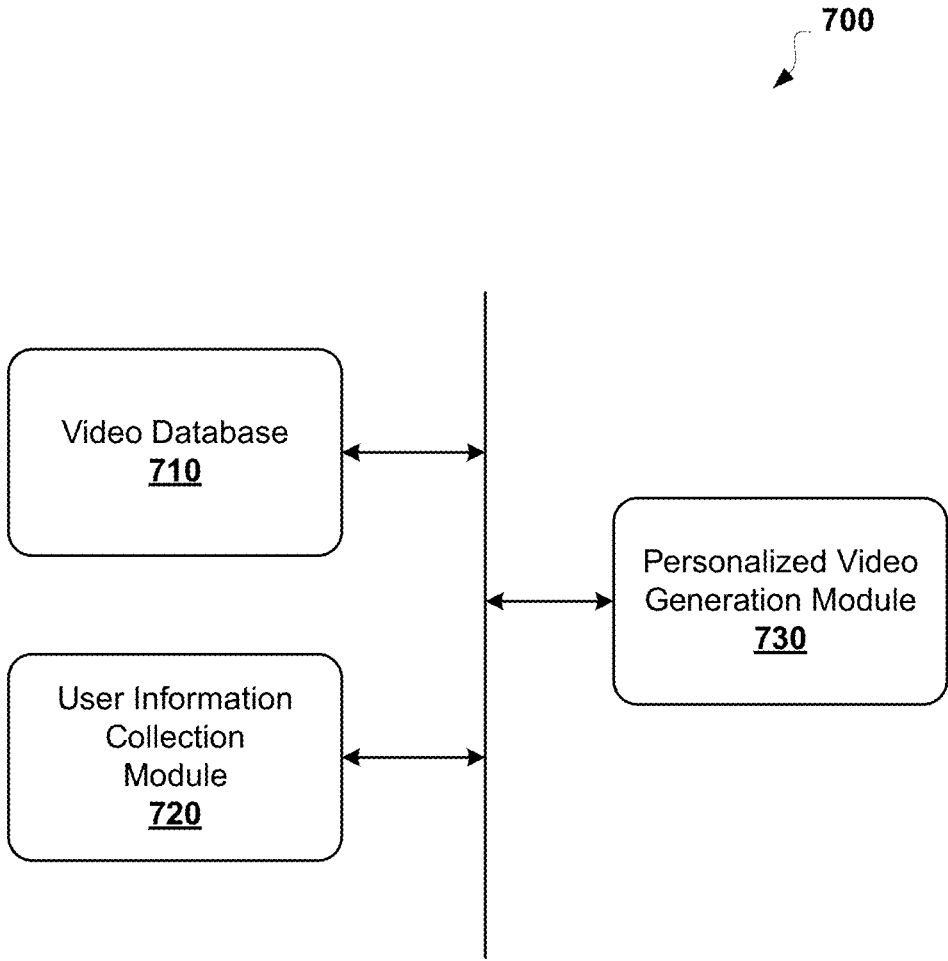 700
Video Database
710
Personalized Video
Generation Module
730
User Information
Collection
Module
720